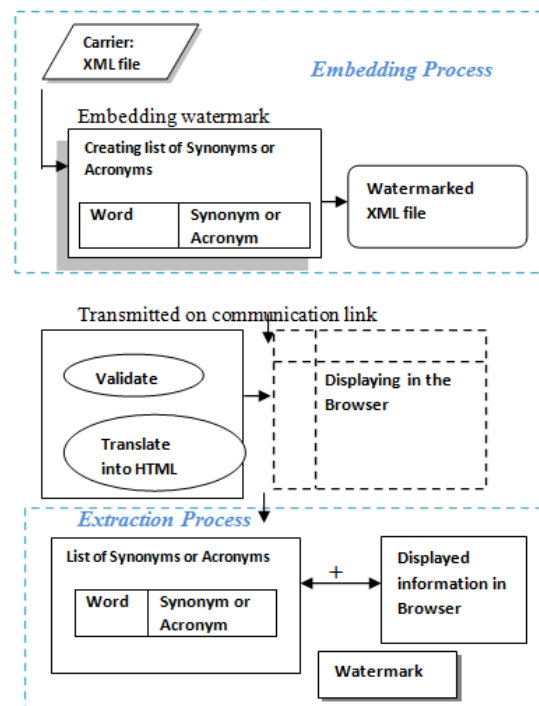 Carrier:
XML file
Embedding Process
Embedding watermark
Creating list of Synonyms or
Acronyms
Word
Synonym or
Acronym
Watermarked
XML file
Transmitted on communication link
Validate
Translate
into HTML
Displaying in the
Browser
Extraction Process
List of Synonyms or Acronyms
Word
Synonym or
Acronym
+
Displayed
information in
Browser
Watermark